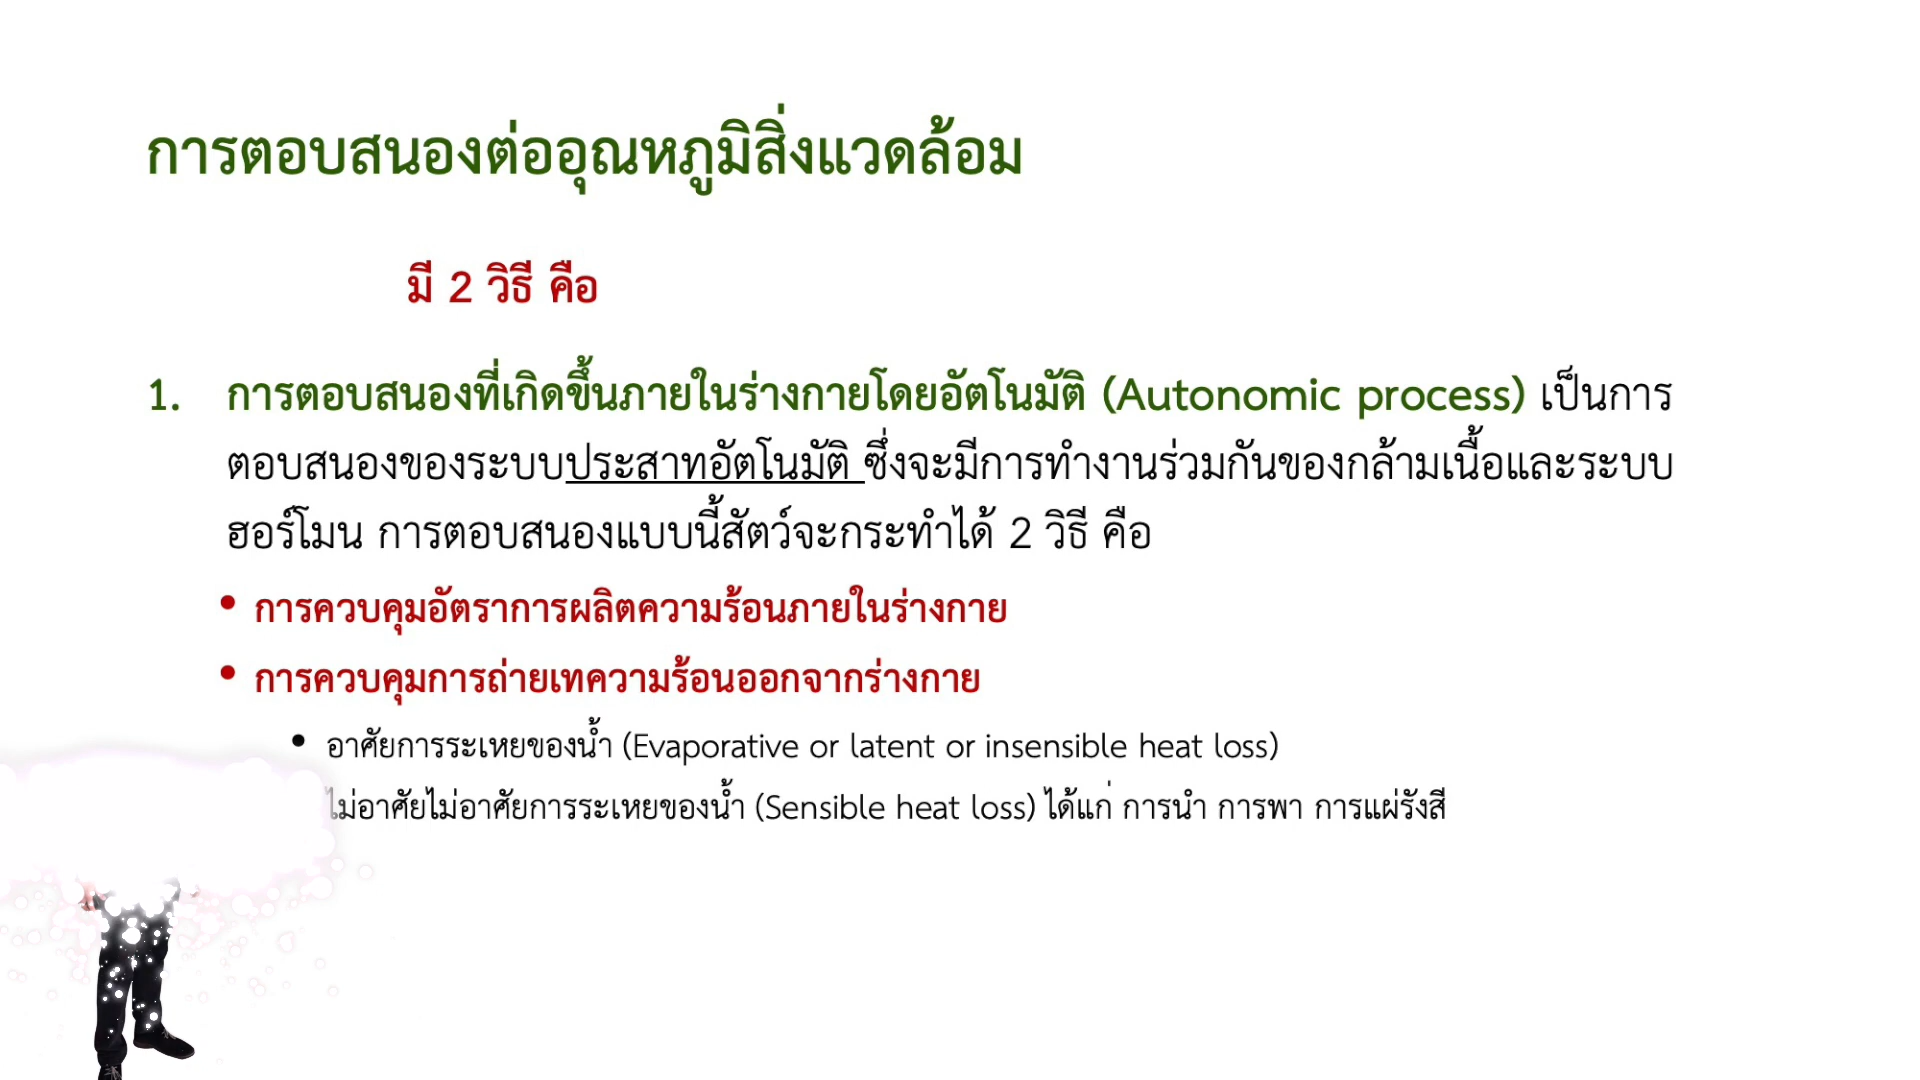 การตอบสนองต่ออุณหภูมิสิ่งแวดล้อม
มี 2 วิธี คือ
1. การตอบสนองที่เกิดขึ้นภายในร่างกายโดยอัตโนมัติ (Autonomic process) เป็นการ
ตอบสนองของระบบประสาทอัตโนมัติ ซึ่งจะมีการทำงานร่วมกันของกล้ามเนื้อและระบบ
ฮอร์โมน การตอบสนองแบบนี้สัตว์จะกระทำได้ 2 วิธี คือ
• การควบคุมอัตราการผลิตความร้อนภายในร่างกาย
• การควบคุมการถ่ายเทความร้อนออกจากร่างกาย
• อาศัยการระเหยของน้ำ (Evaporative or latent or insensible heat loss)
ไม่อาศัยไม่อาศัยการระเหยของน้ำ (Sensible heat loss) ได้แก่ การนำ การพา การแผ่รังสี